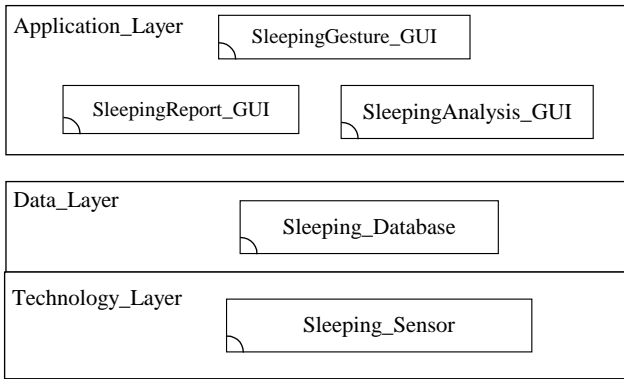 Application_Layer
SleepingGesture_GUI
SleepingReport_GUI
SleepingAnalysis_GUI
Data_Layer
Sleeping_Database
Technology_Layer
Sleeping_Sensor